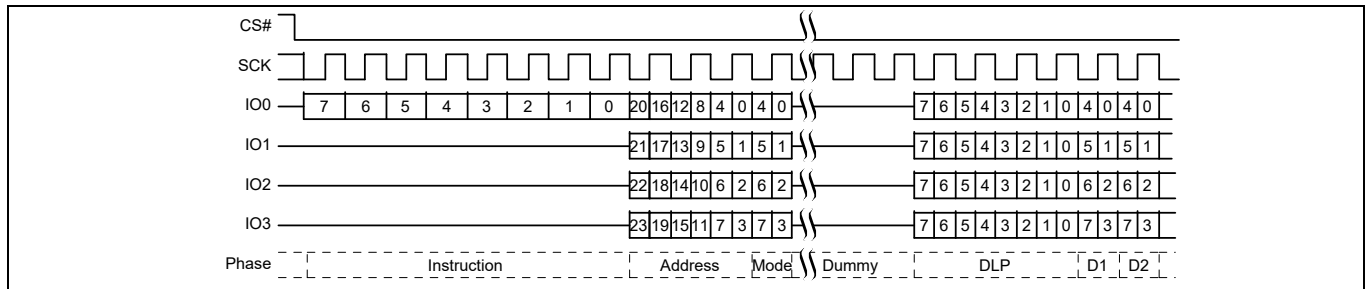 CS#
SCK
IO0 7 6 5 4 3 2 1 0 20 16 12 8 4 0 4 0 7 6 5 4 3 2 1 0 4 0 4 0
IO1 21 17 13 9 5 1 5 1 7 6 5 4 3 2 1 0 5 1 5 1
IO2 22 18 14 10 6 2 6 2 7 6 5 4 3 2 1 0 6 2 6 2
IO3 23 19 15 11 7 3 7 3 7 6 5 4 3 2 1 0 7 3 7 3
Phase Instruction Address Mode Dummy DLP D1 D2